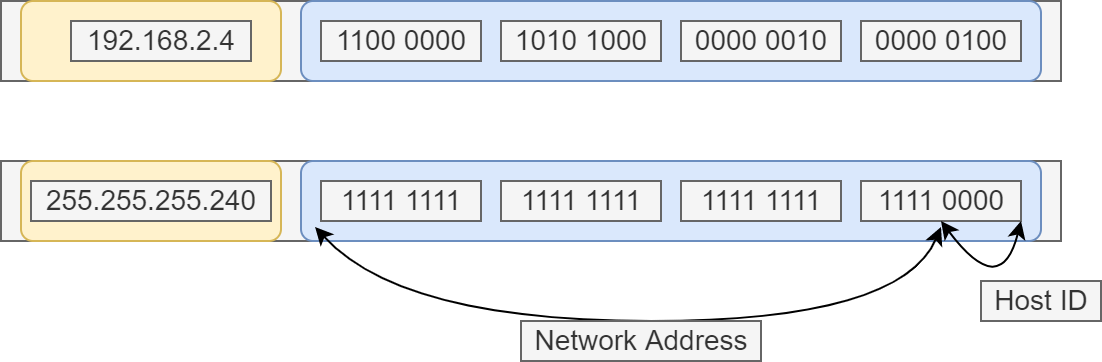 192.168.2.4 1100 0000 1010 1000 0000 0010 0000 0100
255.255.255.240 1111 1111 1111 1111 1111 1111 1111 0000
Host ID
Network Address